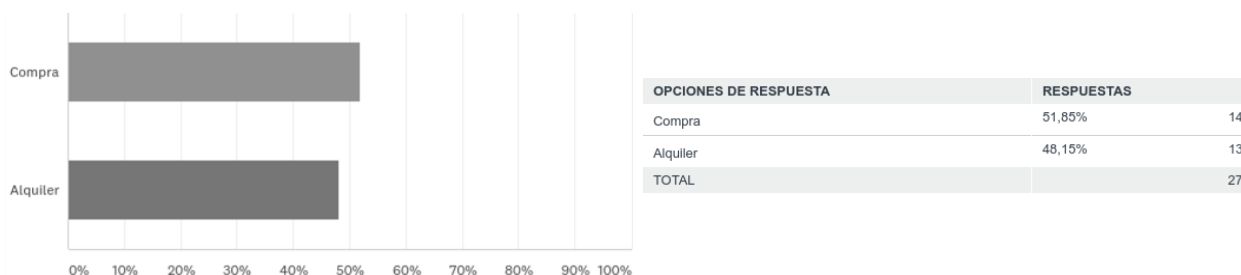 Compra
Alquiler
0% 10% 20% 30% 40% 50% 60% 70% 80% 90% 100%
OPCIONES DE RESPUESTA RESPUESTAS
Compra 51,85% 14
Alquiler 48,15% 13
TOTAL 27